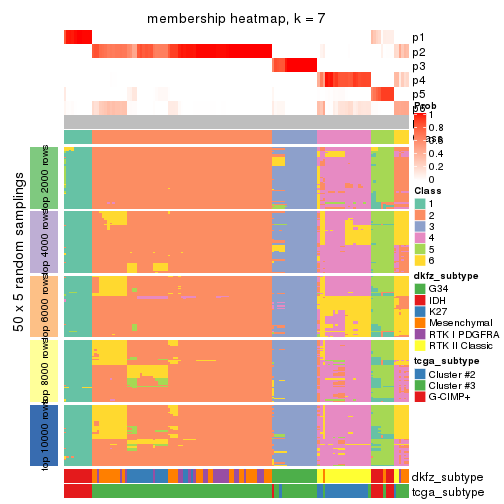 membership heatmap, k = 7
p1
p2
p3
p4
p5
p6
Prob
1
0.8
0.6
0.4
0.2
0
Class
1
2
3
4
5
6
dkfz_subtype
G34
IDH
K27
Mesenchymal
RTK I PDGFRA
RTK II Classic
tcga_subtype
Cluster #2
Cluster #3
G-CIMP+
50 x 5 random samplings
top 2000 rows
top 4000 rows
top 6000 rows
top 8000 rows
top 10000 rows
dkfz_subtype
tcga_subtype